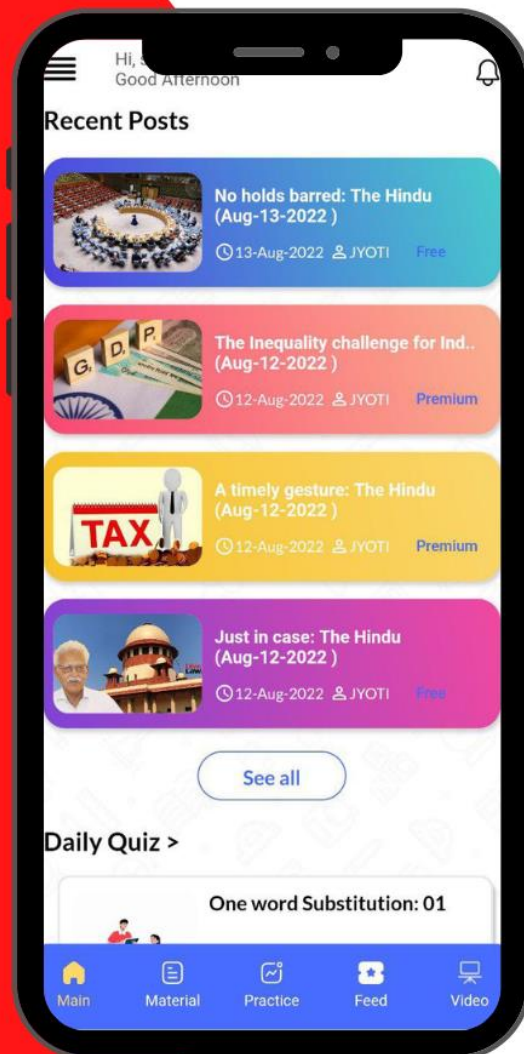 Hi,
Good Afternoon
Recent Posts
No holds barred: The Hindu
(Aug-13-2022 )
13-Aug-2022 JYOTI Free
GDP
The Inequality challenge for Ind..
(Aug-12-2022 )
12-Aug-2022 JYOTI Premium
TAX
A timely gesture: The Hindu
(Aug-12-2022 )
12-Aug-2022 JYOTI Premium
Just in case: The Hindu
(Aug-12-2022 )
12-Aug-2022 JYOTI Free
See all
Daily Quiz >
One word Substitution: 01
Main Material Practice Feed Video